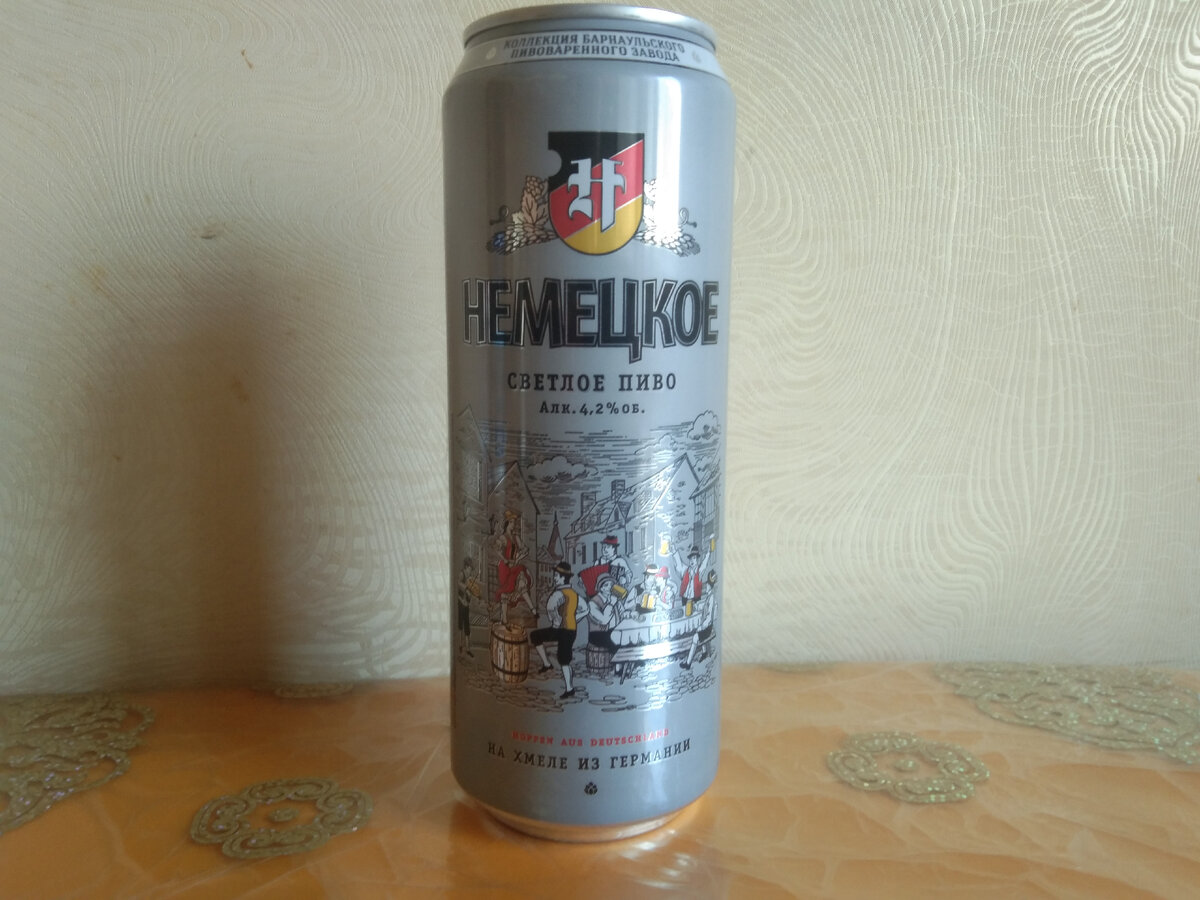 КОЛЛЕКЦИЯ БАРНАУЛЬСКОГО
ПИВОВАРЕННОГО ЗАВОДА
Н
НЕМЕЦКОЕ
СВЕТЛОЕ ПИВО
Алк. 4,2% об.
HOPFEN AUS DEUTSCHLAND
НА ХМЕЛЕ ИЗ ГЕРМАНИИ